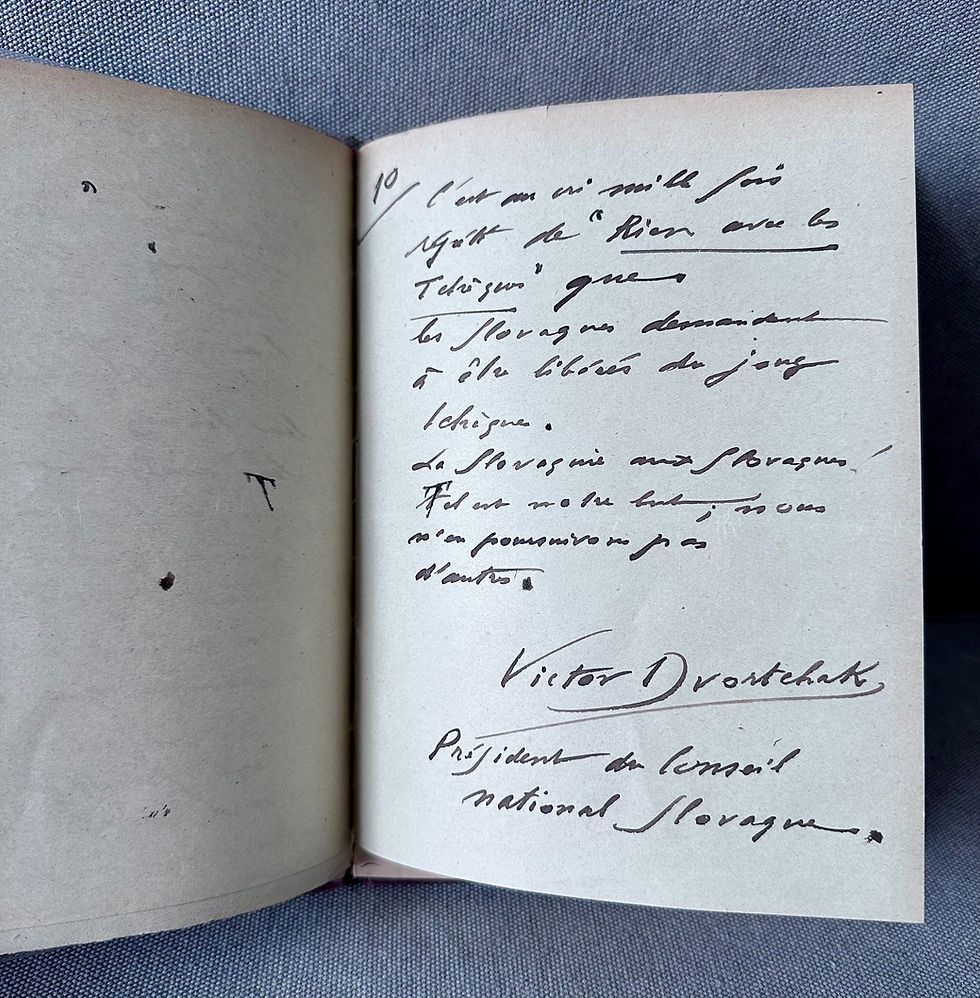 10/ C'est au cri mille fois
répété de "Rien avec les
Tchèques" que
les Slovaques demandent
à être libérés du joug
tchèque.
La Slovaquie aux Slovaques!
Tel est notre but; nous
n'en poursuivons pas
d'autres.
Victor Dvortchak
Président du Conseil
national Slovaque.
T